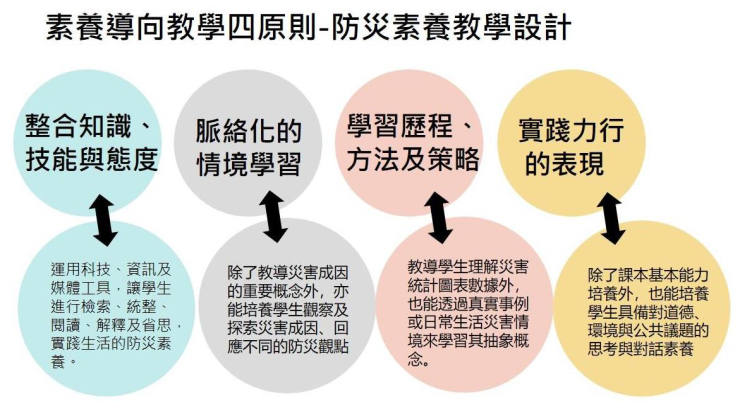 素養導向教學四原則-防災素養教學設計
整合知識、
技能與態度
脈絡化的
情境學習
學習歷程、
方法及策略
實踐力行
的表現
運用科技、資訊及
媒體工具，讓學生
進行檢索、統整、
閱讀、解釋及省思，
實踐生活的防災素
養。
除了教導災害成因
的重要概念外，亦
能培養學生觀察及
探索災害成因、回
應不同的防災觀點
教導學生理解災害
統計圖表數據外，
也能透過真實事例
或日常生活災害情
境來學習其抽象概
念。
除了課本基本能力
培養外，也能培養
學生具備對道德、
環境與公共議題的
思考與對話素養